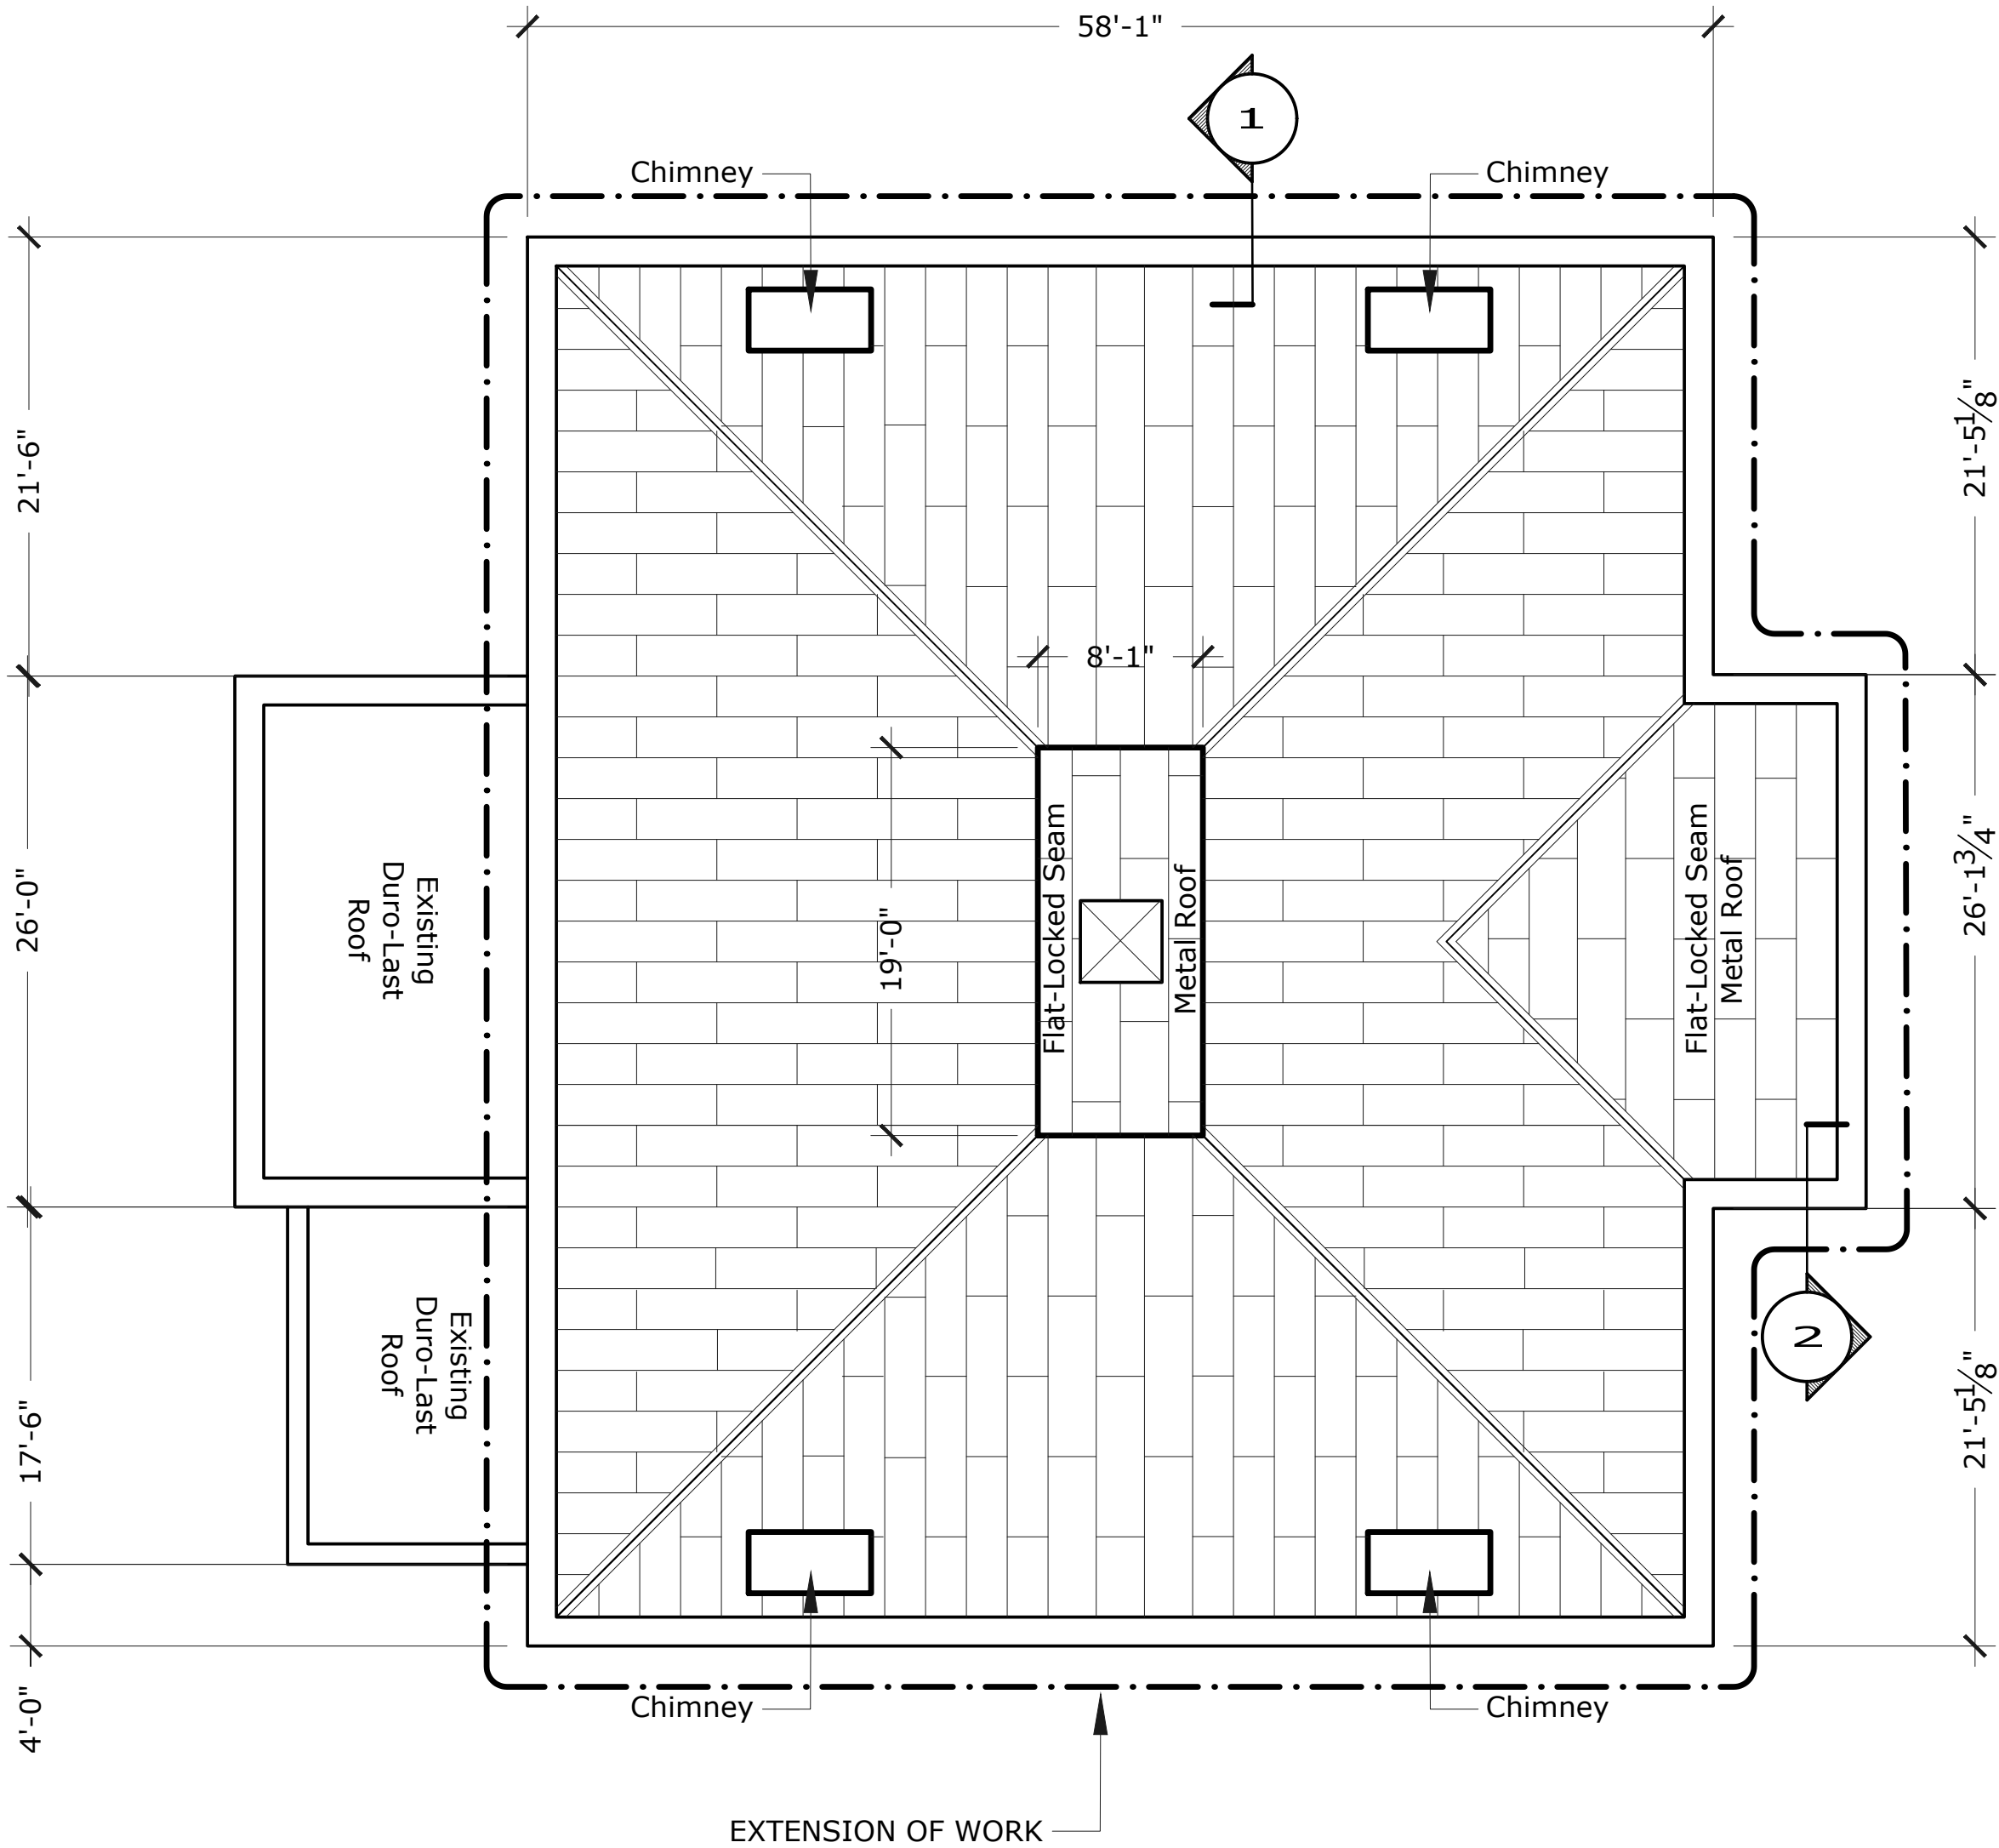 58'-1"
1
Chimney
Chimney
21'-6"
21'-5 1/8"
8'-1"
26'-0"
Existing
Duro-Last
Roof
19'-0"
Flat-Locked Seam
Metal Roof
Flat-Locked Seam
Metal Roof
26'-1 3/4"
17'-6"
Existing
Duro-Last
Roof
2
21'-5 1/8"
4'-0"
Chimney
Chimney
EXTENSION OF WORK